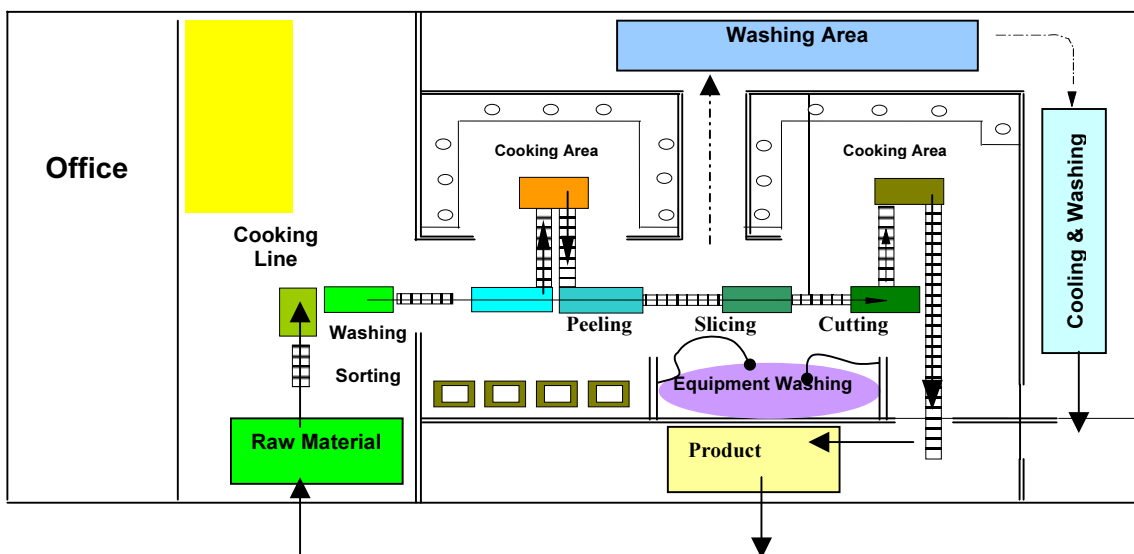 Washing Area
Office
Cooking Area
Cooking Area
Cooking
Line
Cooling & Washing
Washing
Peeling
Slicing
Cutting
Sorting
Equipment Washing
Raw Material
Product